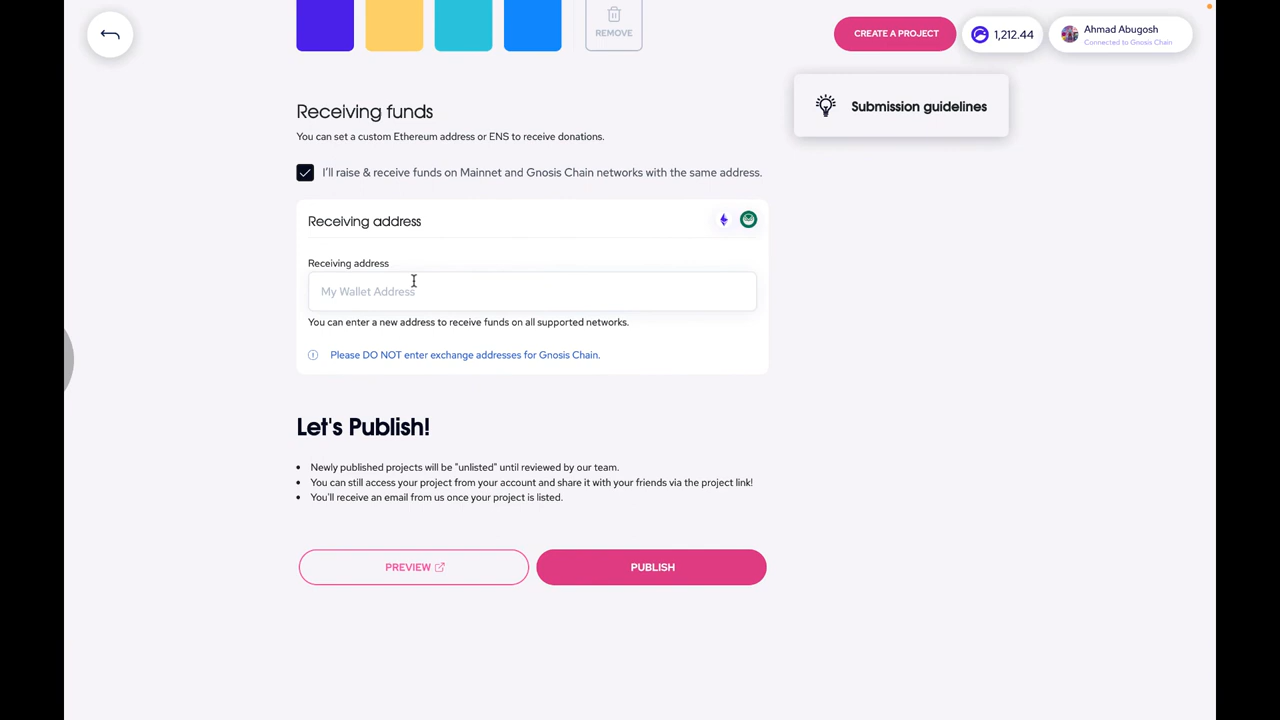 REMOVE
CREATE A PROJECT
1,212.44
Ahmad Abugosh
Connected to Gnosis Chain
Submission guidelines
Receiving funds
You can set a custom Ethereum address or ENS to receive donations.
I'll raise & receive funds on Mainnet and Gnosis Chain networks with the same address.
Receiving address
Receiving address
My Wallet Address
You can enter a new address to receive funds on all supported networks.
Please DO NOT enter exchange addresses for Gnosis Chain.
Let's Publish!
• Newly published projects will be "unlisted" until reviewed by our team.
• You can still access your project from your account and share it with your friends via the project link!
• You'll receive an email from us once your project is listed.
PREVIEW
PUBLISH